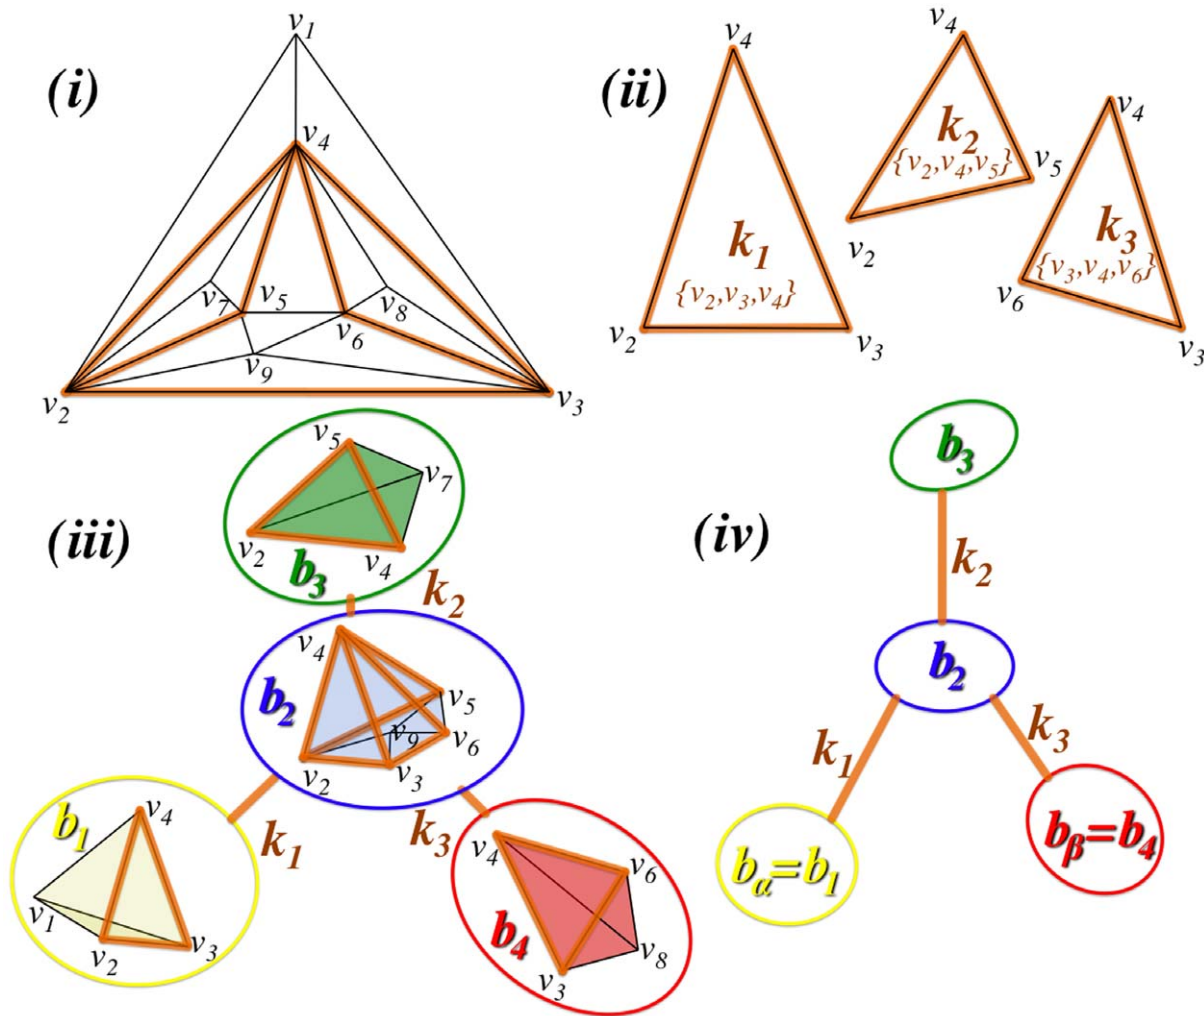 (i)
v1
v4
v7
v5
v6
v8
v9
v2
v3
(ii)
v4
k1
{v2,v3,v4}
v2
v3
v4
k2
{v2,v4,v5}
v5
v2
v4
k3
{v3,v4,v6}
v6
v3
(iii)
v5
v7
v2
v4
b3
k2
v4
b2
v5
v9
v6
v2
v3
b1
v4
v1
v2
v3
k1
k3
v4
v6
b4
v8
v3
(iv)
b3
k2
b2
k1
k3
bα=b1
bβ=b4